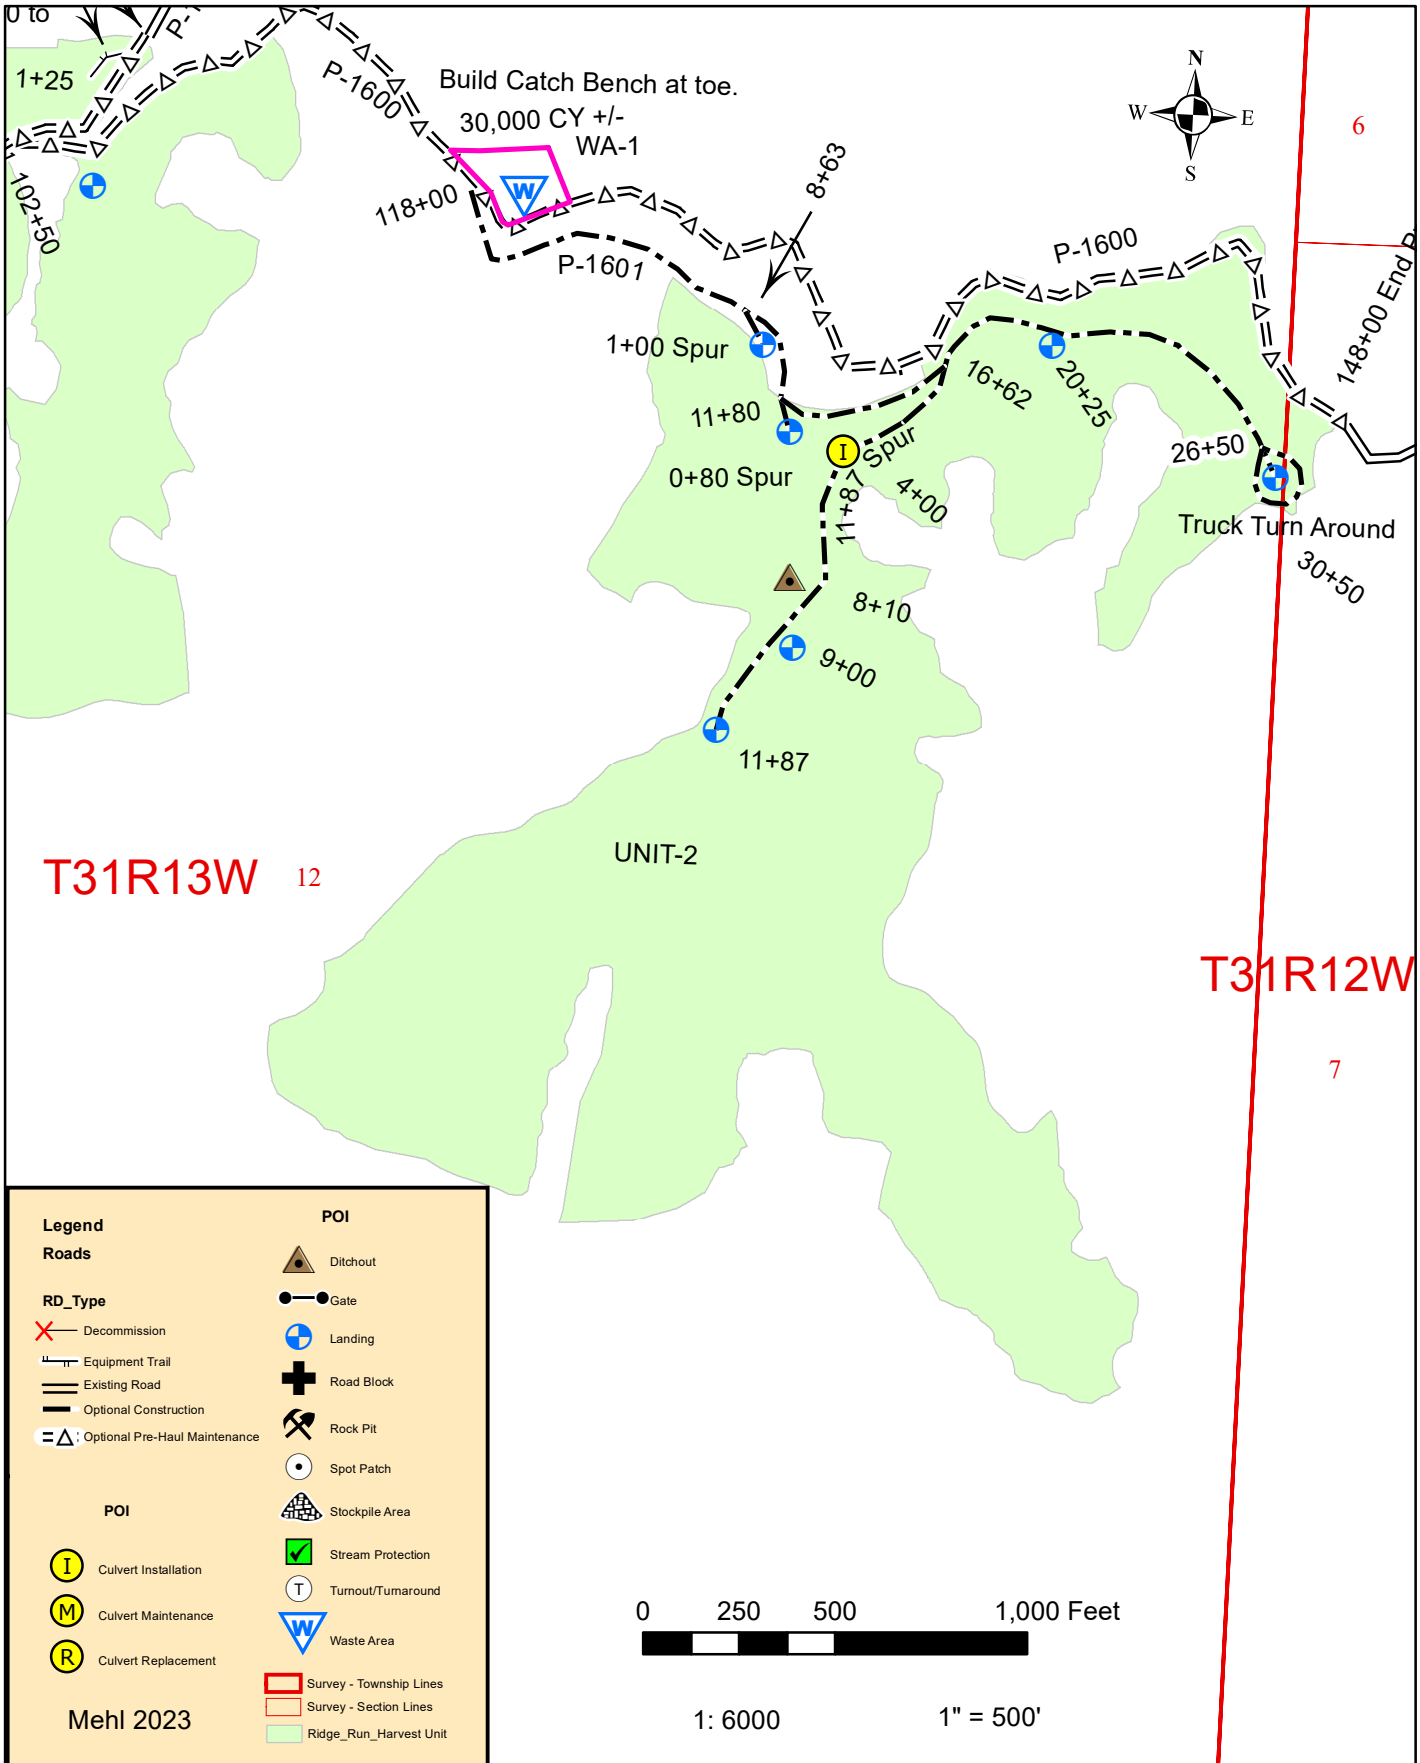 0 to
P-1
1+25
P-1600
Build Catch Bench at toe.
30,000 CY +/-
WA-1
8+63
N
W
E
S
6
102+50
118+00
W
P-1601
P-1600
148+00 End P
1+00 Spur
16+62
20+25
11+80
26+50
0+80 Spur
I
11+87 Spur
4+00
Truck Turn Around
30+50
8+10
9+00
11+87
UNIT-2
T31R13W
12
T31R12W
7
Legend
Roads
RD_Type
Decommission
Equipment Trail
Existing Road
Optional Construction
Optional Pre-Haul Maintenance
POI
I Culvert Installation
M Culvert Maintenance
R Culvert Replacement
Mehl 2023
POI
Ditchout
Gate
Landing
Road Block
Rock Pit
Spot Patch
Stockpile Area
Stream Protection
T Turnout/Turnaround
W Waste Area
Survey - Township Lines
Survey - Section Lines
Ridge_Run_Harvest Unit
0 250 500 1,000 Feet
1: 6000 1" = 500'